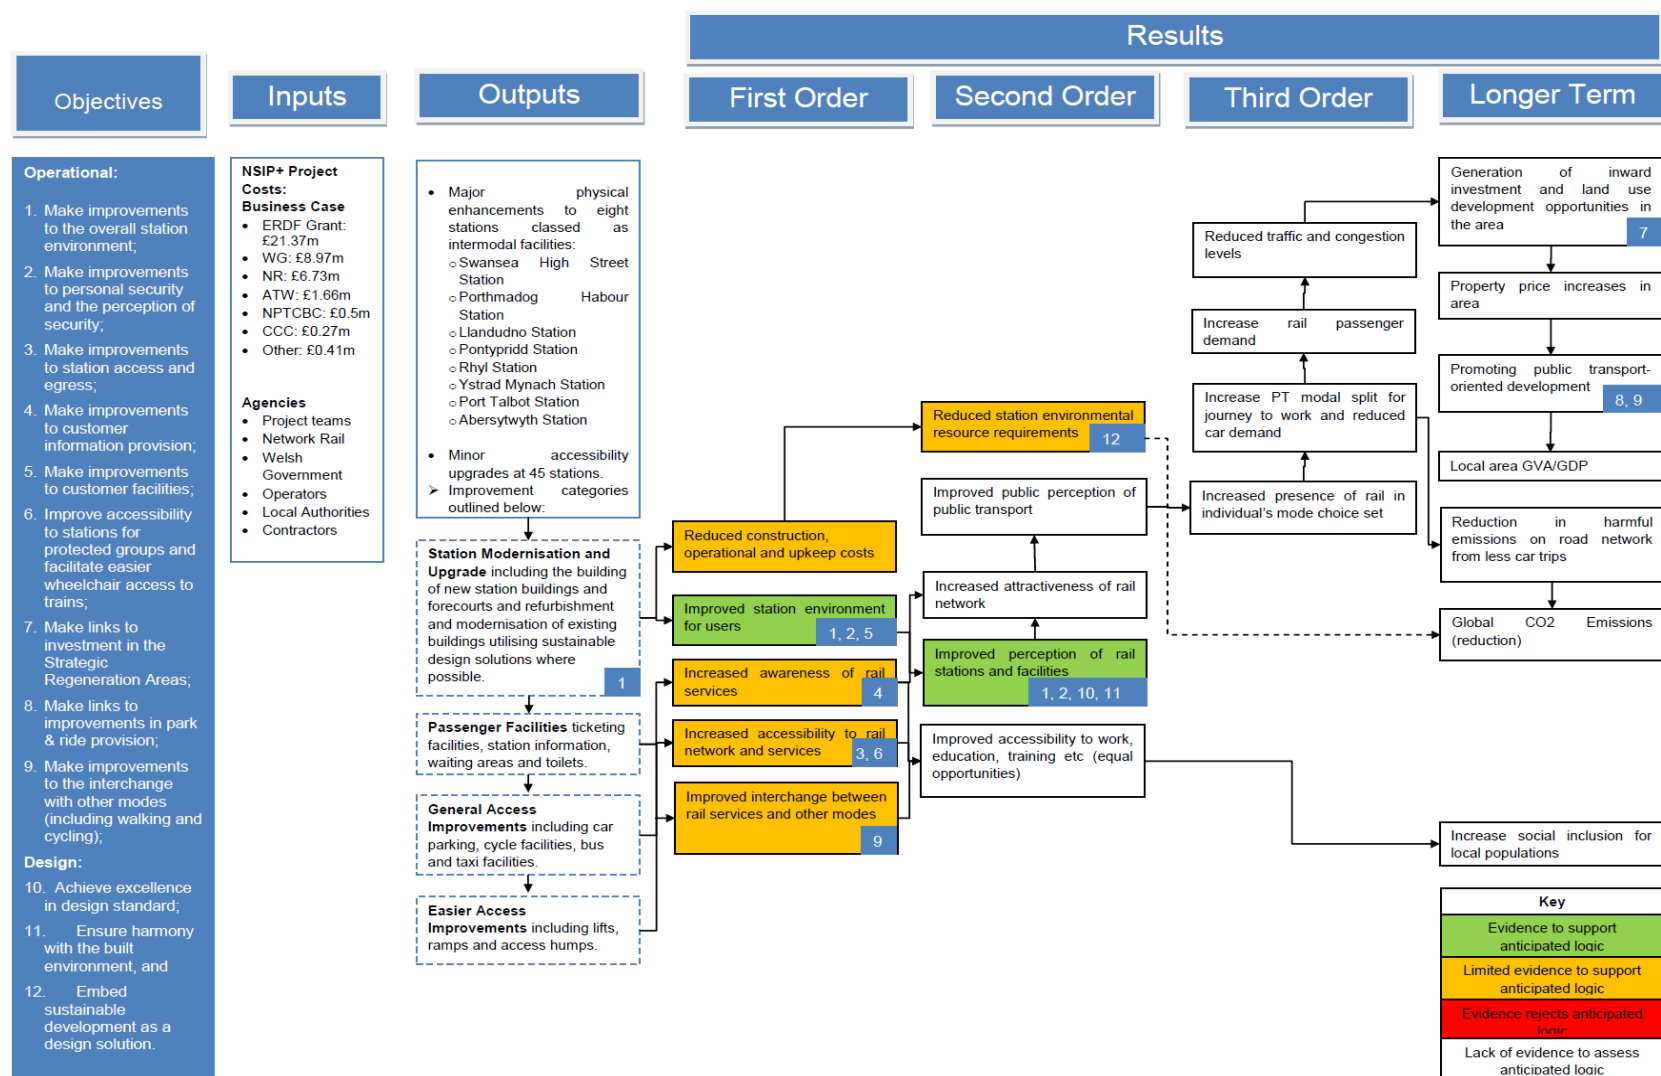 Results
Objectives
Inputs
Outputs
First Order
Second Order
Third Order
Longer Term
Operational:
1. Make improvements
to the overall station
environment;
2. Make improvements
to personal security
and the perception of
security;
3. Make improvements
to station access and
egress;
4. Make improvements
to customer
information provision;
5. Make improvements
to customer facilities;
6. Improve accessibility
to stations for
protected groups and
facilitate easier
wheelchair access to
trains;
7. Make links to
investment in the
Strategic
Regeneration Areas;
8. Make links to
improvements in park
& ride provision;
9. Make improvements
to the interchange
with other modes
(including walking and
cycling);
Design:
10. Achieve excellence
in design standard;
11. Ensure harmony
with the built
environment, and
12. Embed
sustainable
development as a
design solution.
NSIP+ Project
Costs:
Business Case
• ERDF Grant:
£21.37m
• WG: £8.97m
• NR: £6.73m
• ATW: £1.66m
• NPTCBC: £0.5m
• CCC: £0.27m
• Other: £0.41m
Agencies
• Project teams
• Network Rail
• Welsh
Government
• Operators
• Local Authorities
• Contractors
• Major physical
enhancements to eight
stations classed as
intermodal facilities:
o Swansea High Street
Station
o Porthmadog Habour
Station
o Llandudno Station
o Pontypridd Station
o Rhyl Station
o Ystrad Mynach Station
o Port Talbot Station
o Abersytwyth Station
• Minor accessibility
upgrades at 45 stations.
➢ Improvement categories
outlined below:
Station Modernisation and
Upgrade including the building
of new station buildings and
forecourts and refurbishment
and modernisation of existing
buildings utilising sustainable
design solutions where
possible.
1
Passenger Facilities ticketing
facilities, station information,
waiting areas and toilets.
General Access
Improvements including car
parking, cycle facilities, bus
and taxi facilities.
Easier Access
Improvements including lifts,
ramps and access humps.
Reduced construction,
operational and upkeep costs
Improved station environment
for users
1, 2, 5
Increased awareness of rail
services
4
Increased accessibility to rail
network and services
3, 6
Improved interchange between
rail services and other modes
9
Reduced station environmental
resource requirements
12
Improved public perception of
public transport
Increased attractiveness of rail
network
Improved perception of rail
stations and facilities
1, 2, 10, 11
Improved accessibility to work,
education, training etc (equal
opportunities)
Reduced traffic and congestion
levels
Increase rail passenger
demand
Increase PT modal split for
journey to work and reduced
car demand
Increased presence of rail in
individual's mode choice set
Generation of inward
investment and land use
development opportunities in
the area
7
Property price increases in
area
Promoting public transport-
oriented development
8, 9
Local area GVA/GDP
Reduction in harmful
emissions on road network
from less car trips
Global CO2 Emissions
(reduction)
Increase social inclusion for
local populations
Key
Evidence to support
anticipated logic
Limited evidence to support
anticipated logic
Evidence rejects anticipated
logic
Lack of evidence to assess
anticipated logic